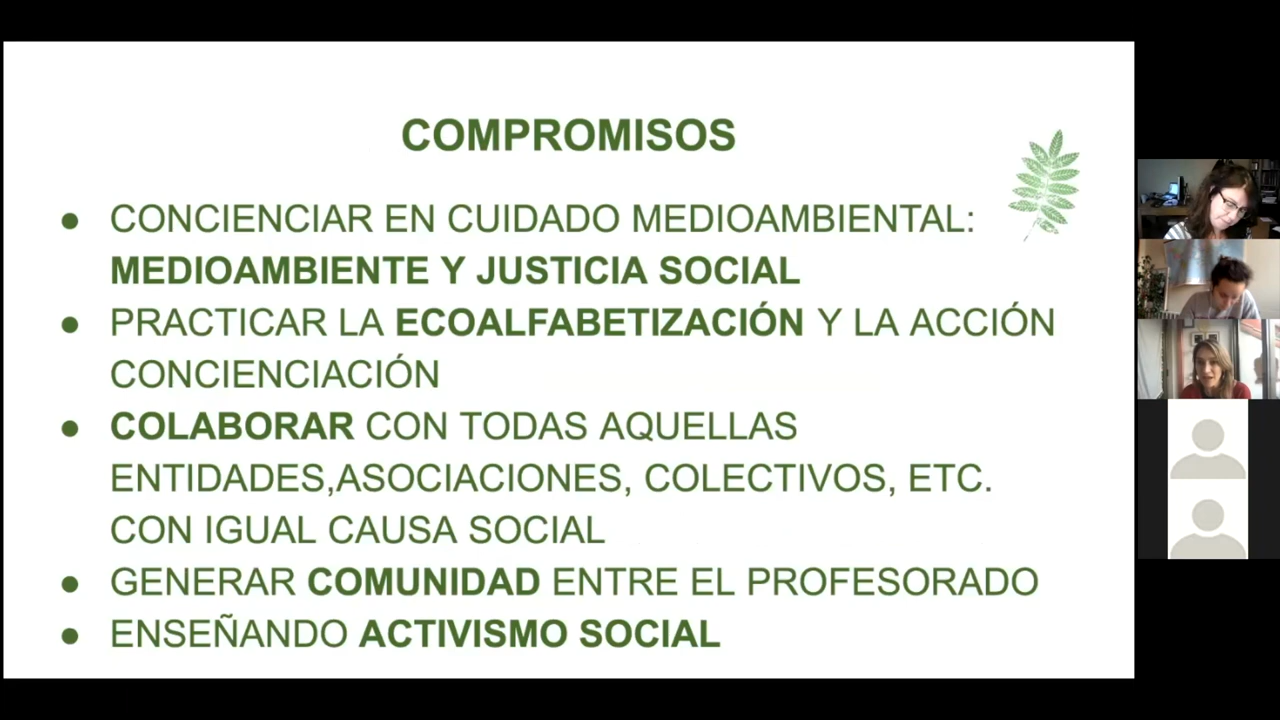 COMPROMISOS
● CONCIENCIAR EN CUIDADO MEDIOAMBIENTAL:
MEDIOAMBIENTE Y JUSTICIA SOCIAL
● PRACTICAR LA ECOALFABETIZACIÓN Y LA ACCIÓN
CONCIENCIACIÓN
● COLABORAR CON TODAS AQUELLAS
ENTIDADES,ASOCIACIONES, COLECTIVOS, ETC.
CON IGUAL CAUSA SOCIAL
● GENERAR COMUNIDAD ENTRE EL PROFESORADO
● ENSEÑANDO ACTIVISMO SOCIAL